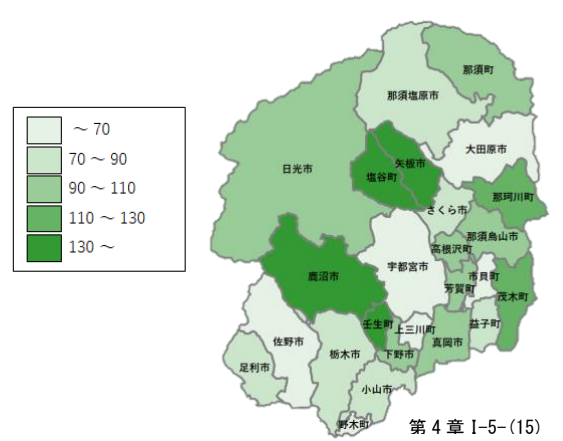 ～ 70
70 ～ 90
90 ～ 110
110 ～ 130
130 ～
那須町
那須塩原市
大田原市
日光市
矢板市
塩谷町
那珂川町
さくら市
那須烏山市
高根沢町
宇都宮市
市貝町
鹿沼市
芳賀町
茂木町
壬生町
上三川町
益子町
佐野市
真岡市
栃木市
下野市
足利市
小山市
野木町
第４章Ⅰ-5-(15)